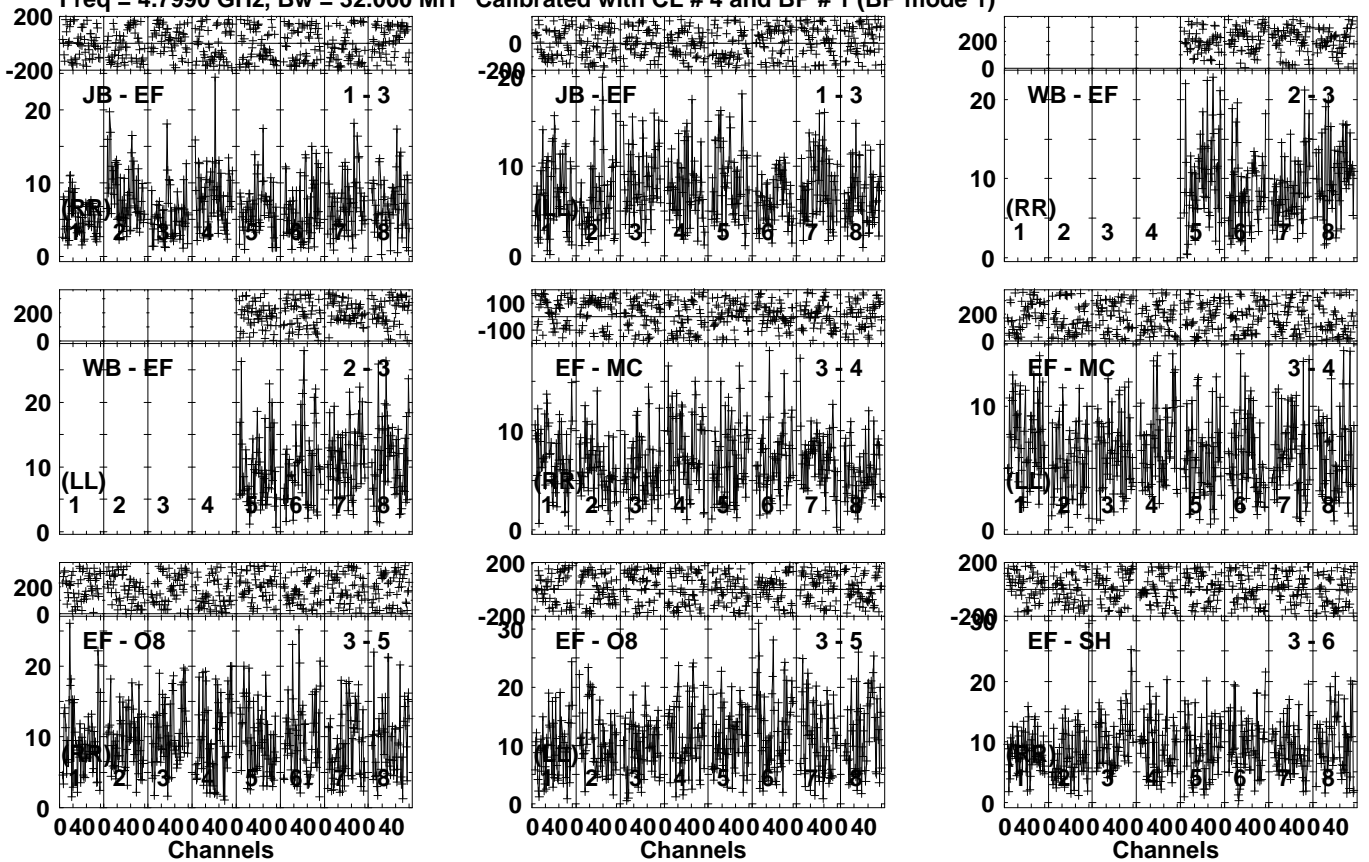 Freq = 4.7990 GHz, Bw = 32.000 MH  Calibrated with CL # 4 and BP # 1 (BP mode 1)
200 0 200
0
-200 -200 0
JB - EF 1 - 3 JB - EF 1 - 3 WB - EF 2 - 3
20 20 20
10 10 10
(RR) (LL) (RR)
1 2 3 4 5 6 7 8 1 2 3 4 5 6 7 8 1 2 3 4 5 6 7 8
0 0 0
200 100 200
0 -100 0
WB - EF 2 - 3 EF - MC 3 - 4 EF - MC 3 - 4
20
10 10 10
(LL) (RR) (LL)
1 2 3 4 5 6 7 8 1 2 3 4 5 6 7 8 1 2 3 4 5 6 7 8
0 0 0
200 200 200
0 -200 -200
30 30
EF - O8 3 - 5 EF - O8 3 - 5 EF - SH 3 - 6
20 20 20
10 10 10
(RR) (LL) (RR)
1 2 3 4 5 6 7 8 1 2 3 4 5 6 7 8 1 2 3 4 5 6 7 8
0 0 0
0 40 0 40 0 40 0 40 0 40 0 40 0 40 0 40 0 40 0 40 0 40 0 40 0 40 0 40 0 40 0 40 0 40 0 40 0 40 0 40 0 40 0 40 0 40 0 40
Channels Channels Channels